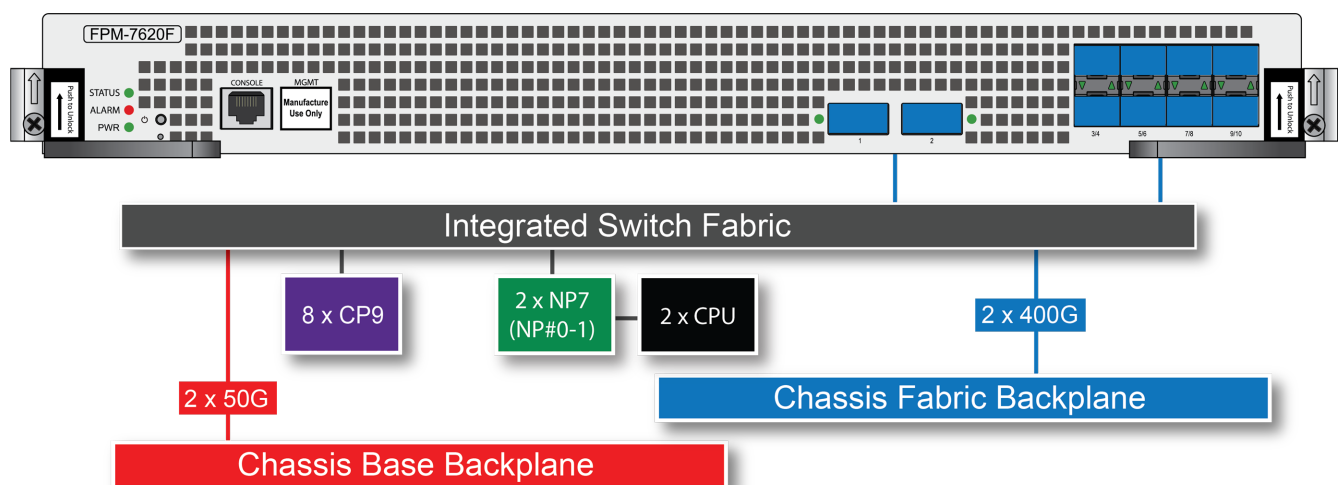 FPM-7620F
STATUS
ALARM
PWR
CONSOLE
MGMT
Manufacture
Use Only
Push to Unlock
Push to Unlock
1
2
3/4
5/6
7/8
9/10
Integrated Switch Fabric
8 x CP9
2 x NP7
(NP#0-1)
2 x CPU
2 x 400G
2 x 50G
Chassis Fabric Backplane
Chassis Base Backplane